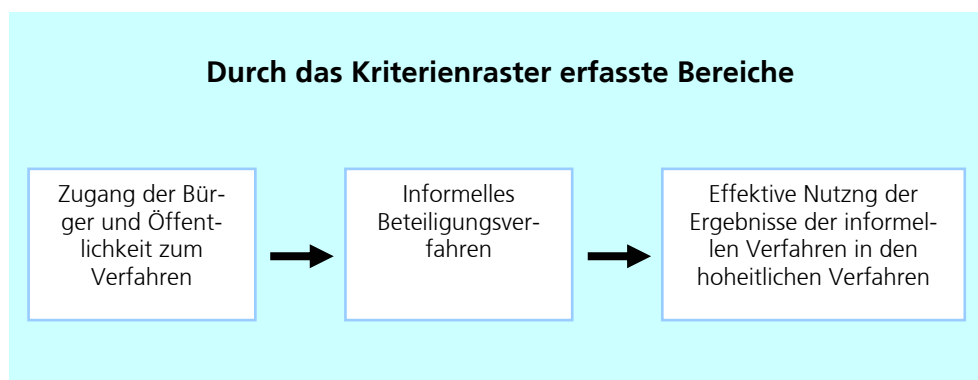 Durch das Kriterienraster erfasste Bereiche
Zugang der Bür-
ger und Öffent-
lichkeit zum
Verfahren
Informelles
Beteiligungsver-
fahren
Effektive Nutzng der
Ergebnisse der informel-
len Verfahren in den
hoheitlichen Verfahren